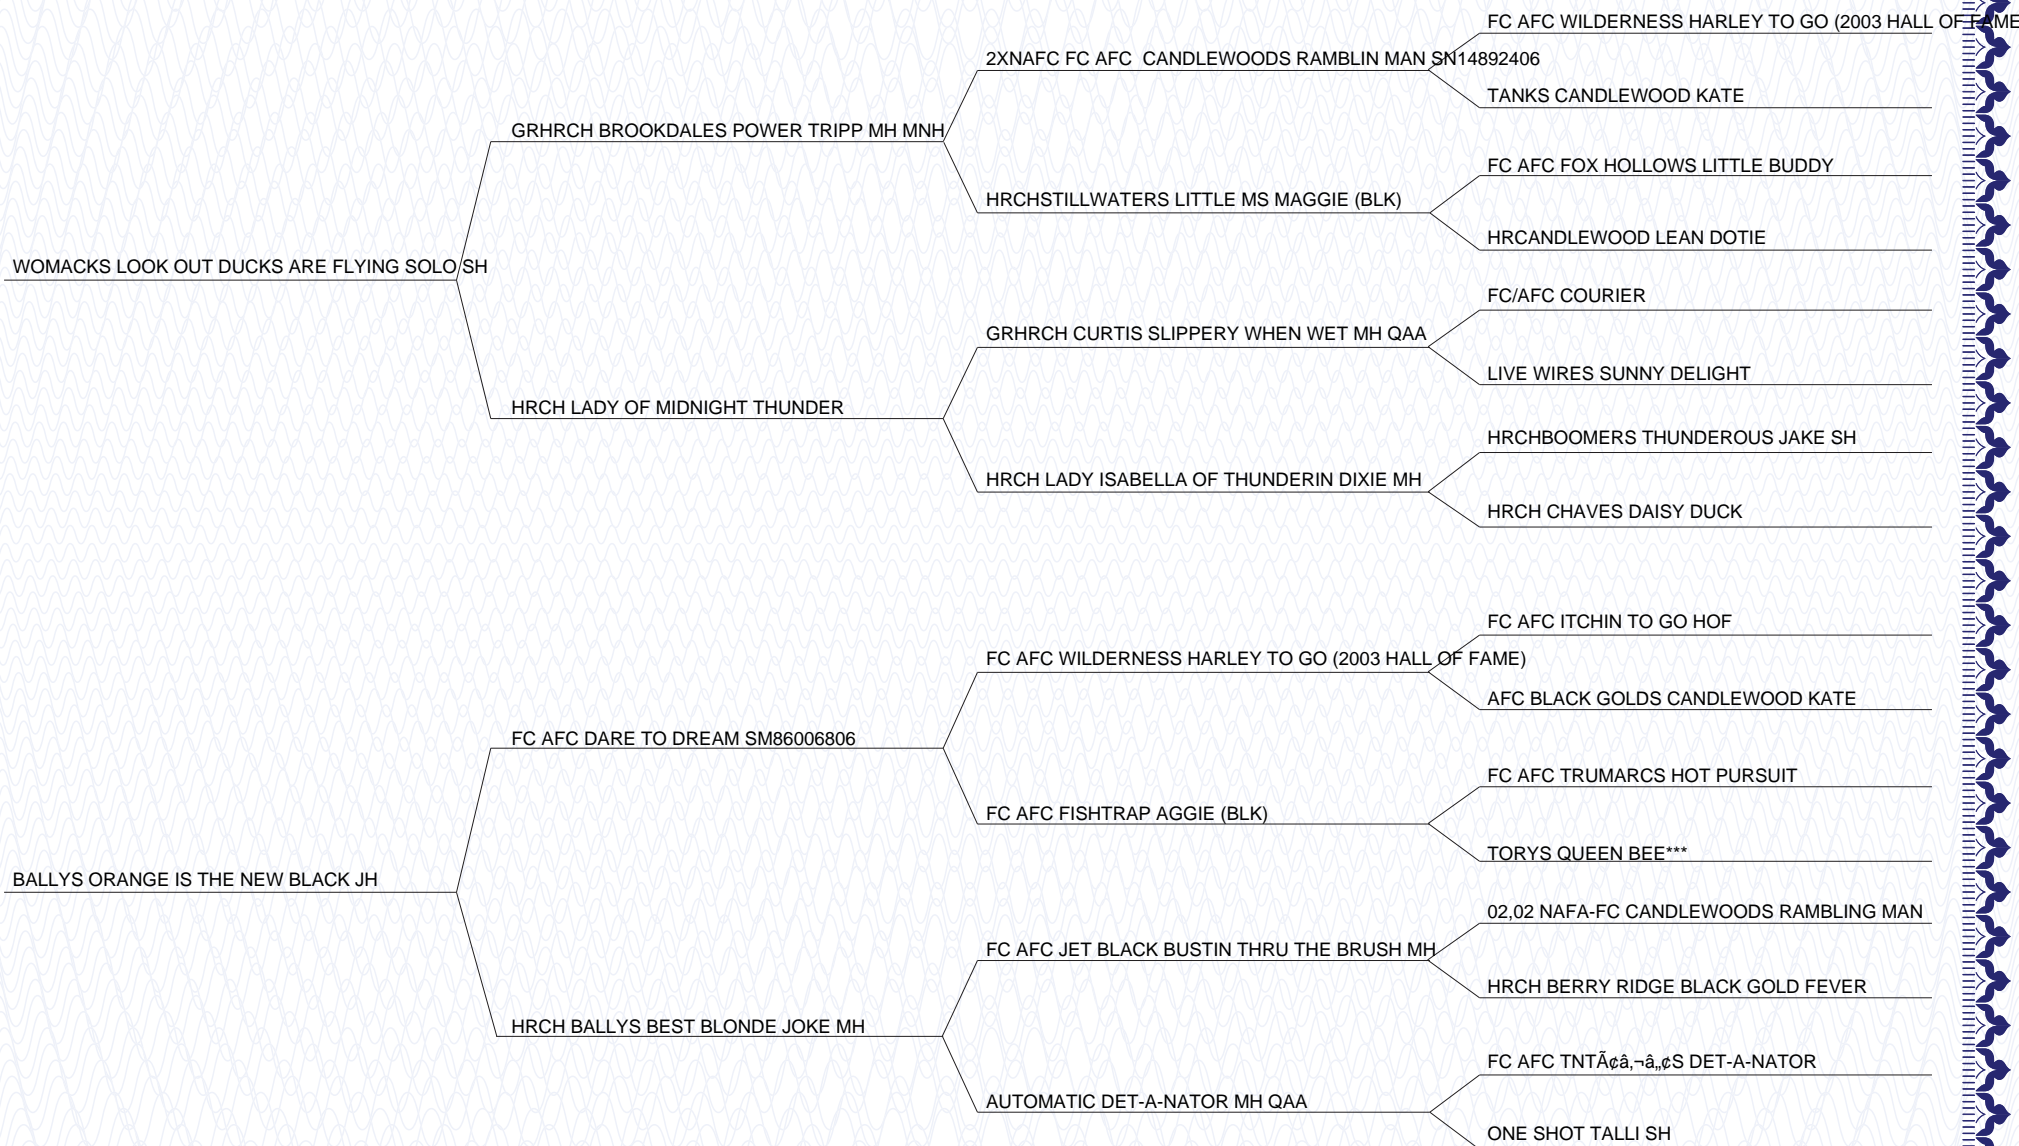 FC AFC WILDERNESS HARLEY TO GO (2003 HALL OF FAME
2XNAFC FC AFC  CANDLEWOODS RAMBLIN MAN SN14892406
TANKS CANDLEWOOD KATE
GRHRCH BROOKDALES POWER TRIPP MH MNH
FC AFC FOX HOLLOWS LITTLE BUDDY
HRCHSTILLWATERS LITTLE MS MAGGIE (BLK)
HRCANDLEWOOD LEAN DOTIE
WOMACKS LOOK OUT DUCKS ARE FLYING SOLO SH
FC/AFC COURIER
GRHRCH CURTIS SLIPPERY WHEN WET MH QAA
LIVE WIRES SUNNY DELIGHT
HRCH LADY OF MIDNIGHT THUNDER
HRCHBOOMERS THUNDEROUS JAKE SH
HRCH LADY ISABELLA OF THUNDERIN DIXIE MH
HRCH CHAVES DAISY DUCK
FC AFC ITCHIN TO GO HOF
FC AFC WILDERNESS HARLEY TO GO (2003 HALL OF FAME)
AFC BLACK GOLDS CANDLEWOOD KATE
FC AFC DARE TO DREAM SM86006806
FC AFC TRUMARCS HOT PURSUIT
FC AFC FISHTRAP AGGIE (BLK)
TORYS QUEEN BEE***
BALLYS ORANGE IS THE NEW BLACK JH
02,02 NAFA-FC CANDLEWOODS RAMBLING MAN
FC AFC JET BLACK BUSTIN THRU THE BRUSH MH
HRCH BERRY RIDGE BLACK GOLD FEVER
HRCH BALLYS BEST BLONDE JOKE MH
FC AFC TNTÃ¢â‚¬â„¢S DET-A-NATOR
AUTOMATIC DET-A-NATOR MH QAA
ONE SHOT TALLI SH